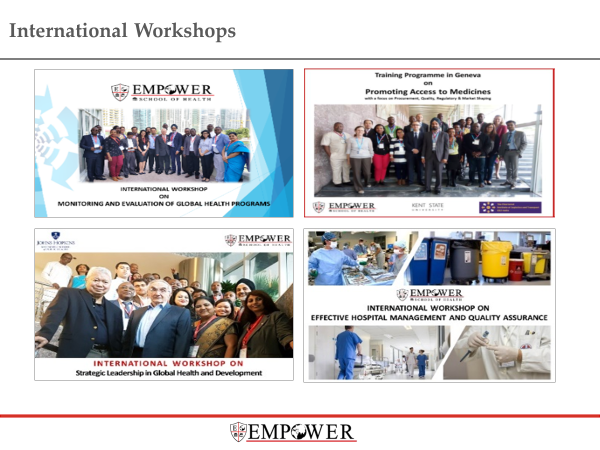 International Workshops
EMPOWER
SCHOOL OF HEALTH
INTERNATIONAL WORKSHOP
ON
MONITORING AND EVALUATION OF GLOBAL HEALTH PROGRAMS
Training Programme in Geneva
on
Promoting Access to Medicines
with a focus on Procurement, Quality, Regulatory & Market Shaping
EMPOWER
SCHOOL OF HEALTH
KENT STATE
UNIVERSITY
JOHNS HOPKINS
EMPOWER
SCHOOL OF HEALTH
INTERNATIONAL WORKSHOP ON
Strategic Leadership in Global Health and Development
EMPOWER
SCHOOL OF HEALTH
INTERNATIONAL WORKSHOP ON
EFFECTIVE HOSPITAL MANAGEMENT AND QUALITY ASSURANCE
EMPOWER